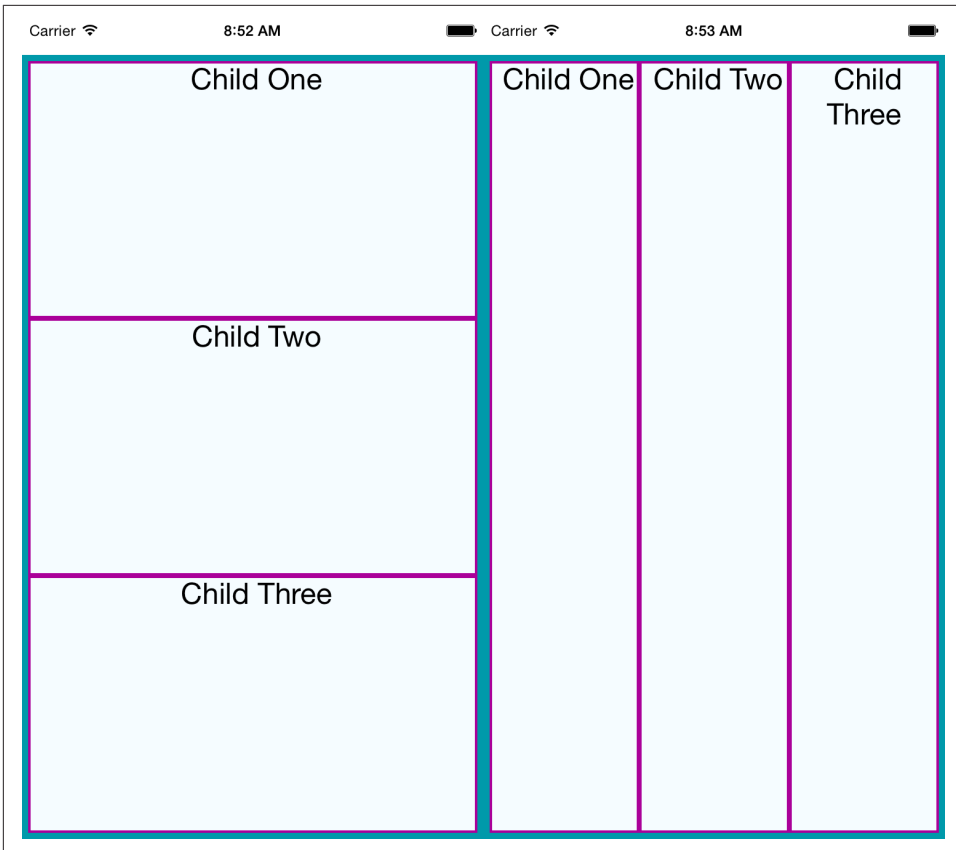 Carrier 8:52 AM
Child One
Child Two
Child Three
Carrier 8:53 AM
Child One
Child Two
Child
Three